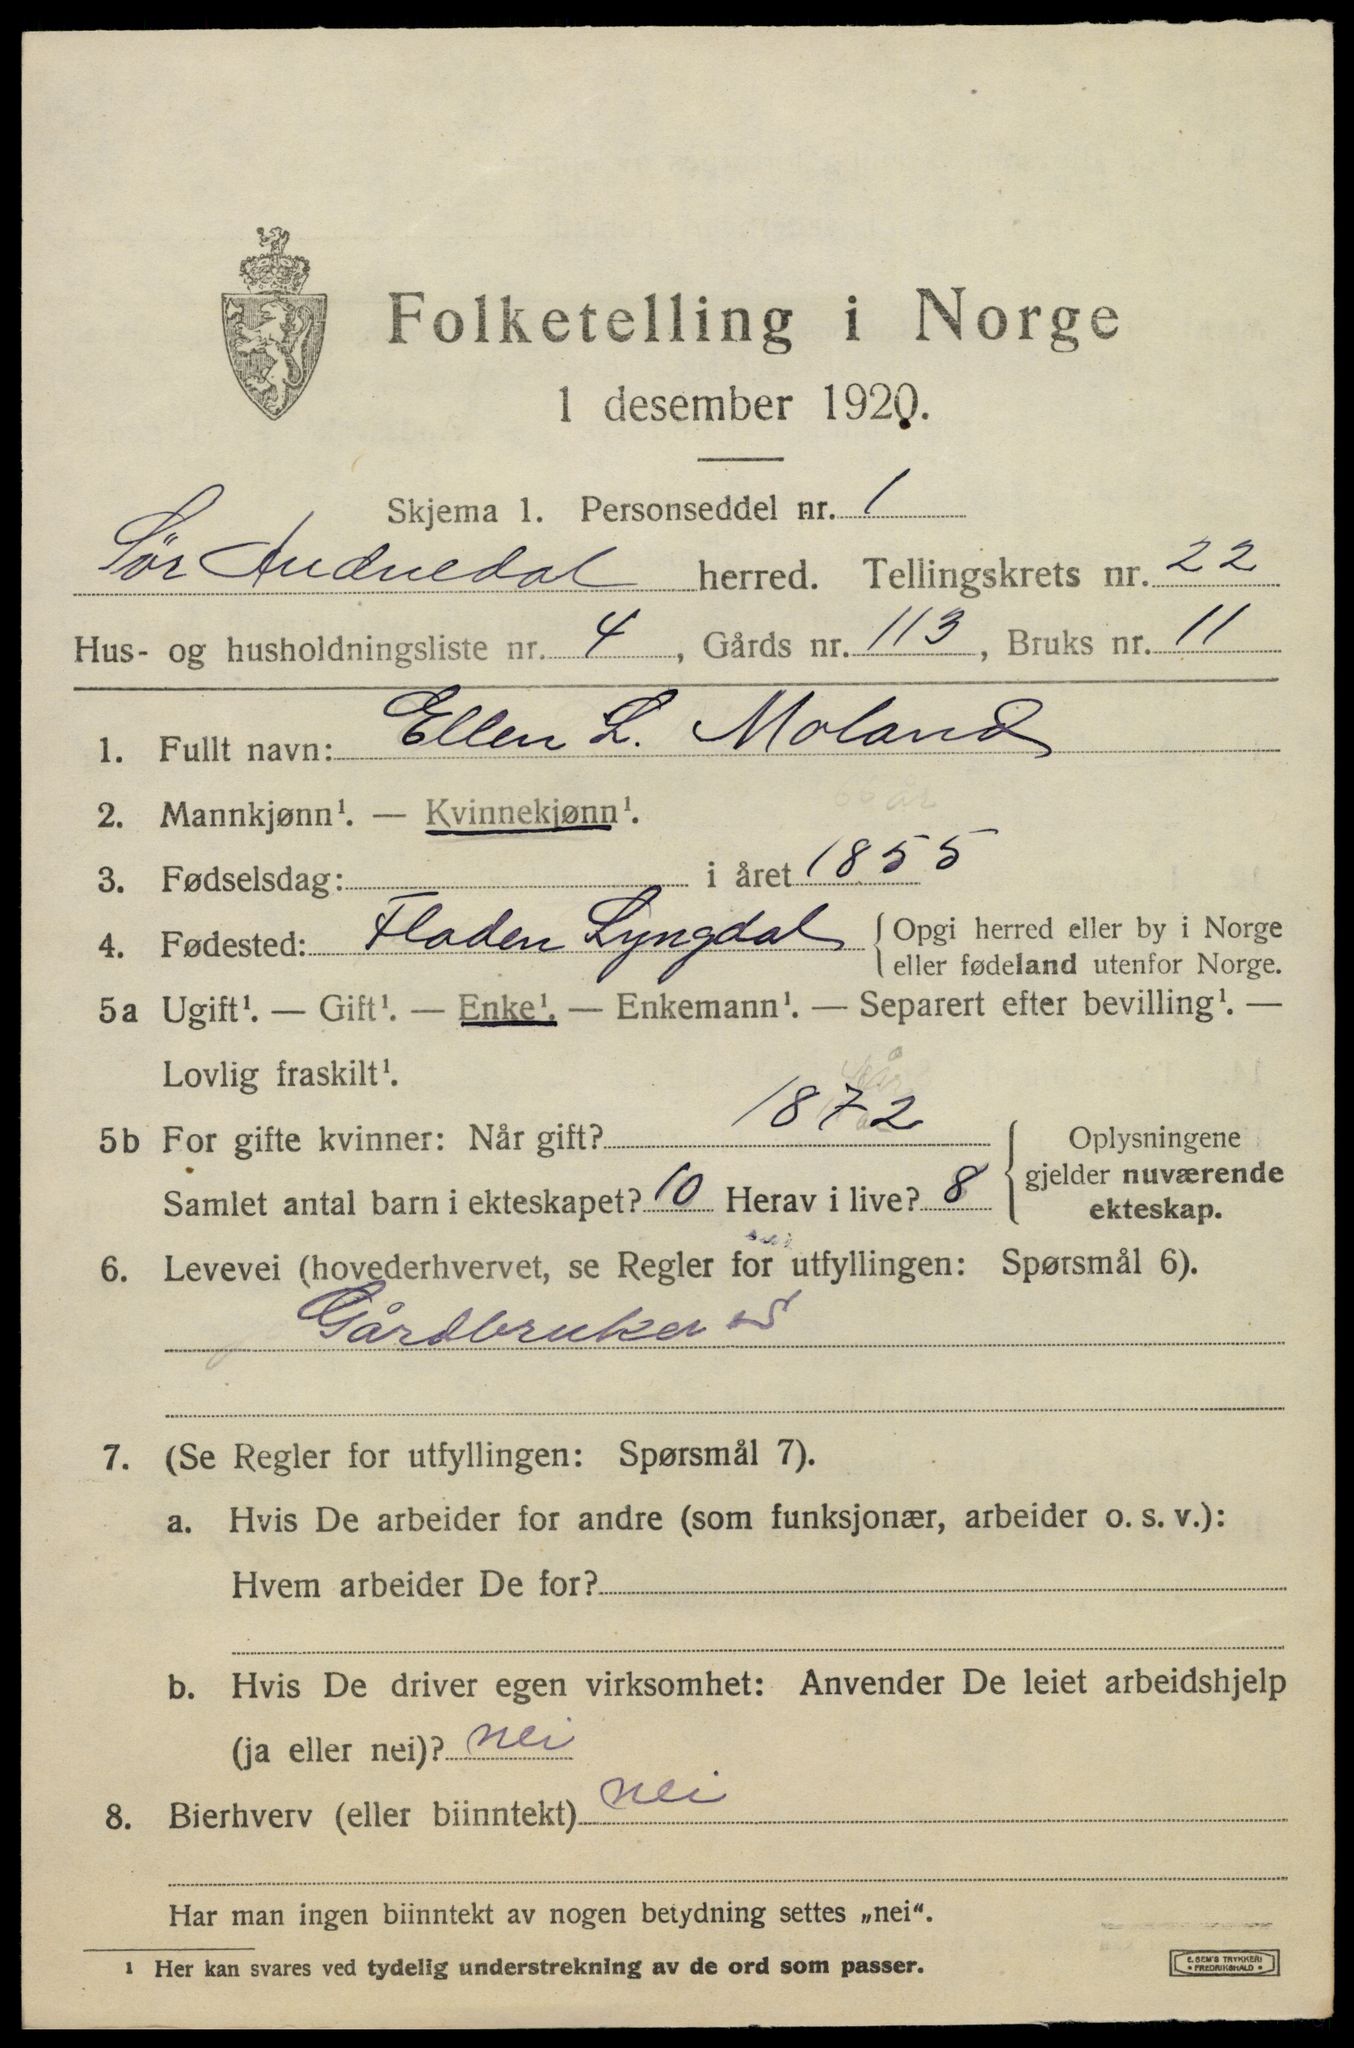 Folketelling i Norge
1 desember 1920.
Skjema 1. Personseddel nr. 1
Sør Audnedal herred. Tellingskrets nr. 22
Hus- og husholdningsliste nr. 4, Gårds nr. 113, Bruks nr. 11
1. Fullt navn: Ellen L. Moland
2. Mannkjønn¹. — Kvinnekjønn¹.
3. Fødselsdag: i året 1855
4. Fødested: Fladen Lyngdal { Opgi herred eller by i Norge
eller fødeland utenfor Norge.
5a Ugift¹. — Gift¹. — Enke¹. — Enkemann¹. — Separert efter bevilling¹. —
Lovlig fraskilt¹.
5b For gifte kvinner: Når gift? 1872
Samlet antal barn i ekteskapet? 10 Herav i live? 8
Oplysningene
gjelder nuværende
ekteskap.
6. Levevei (hovederhvervet, se Regler for utfyllingen: Spørsmål 6).
Gårdbruker
7. (Se Regler for utfyllingen: Spørsmål 7).
a. Hvis De arbeider for andre (som funksjonær, arbeider o. s. v.):
Hvem arbeider De for?
b. Hvis De driver egen virksomhet: Anvender De leiet arbeidshjelp
(ja eller nei)? nei
8. Bierhverv (eller biinntekt) nei
Har man ingen biinntekt av nogen betydning settes „nei“.
¹ Her kan svares ved tydelig understrekning av de ord som passer.
E. SEM'S TRYKKERI
• FREDRIKSHALD •